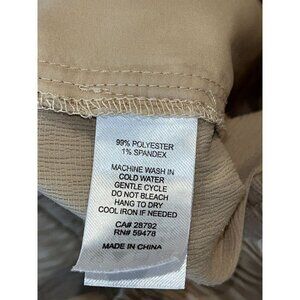 99% POLYESTER
1% SPANDEX
MACHINE WASH IN
COLD WATER
GENTLE CYCLE
DO NOT BLEACH
HANG TO DRY
COOL IRON IF NEEDED
CA# 28792
RN# 59478
MADE IN CHINA